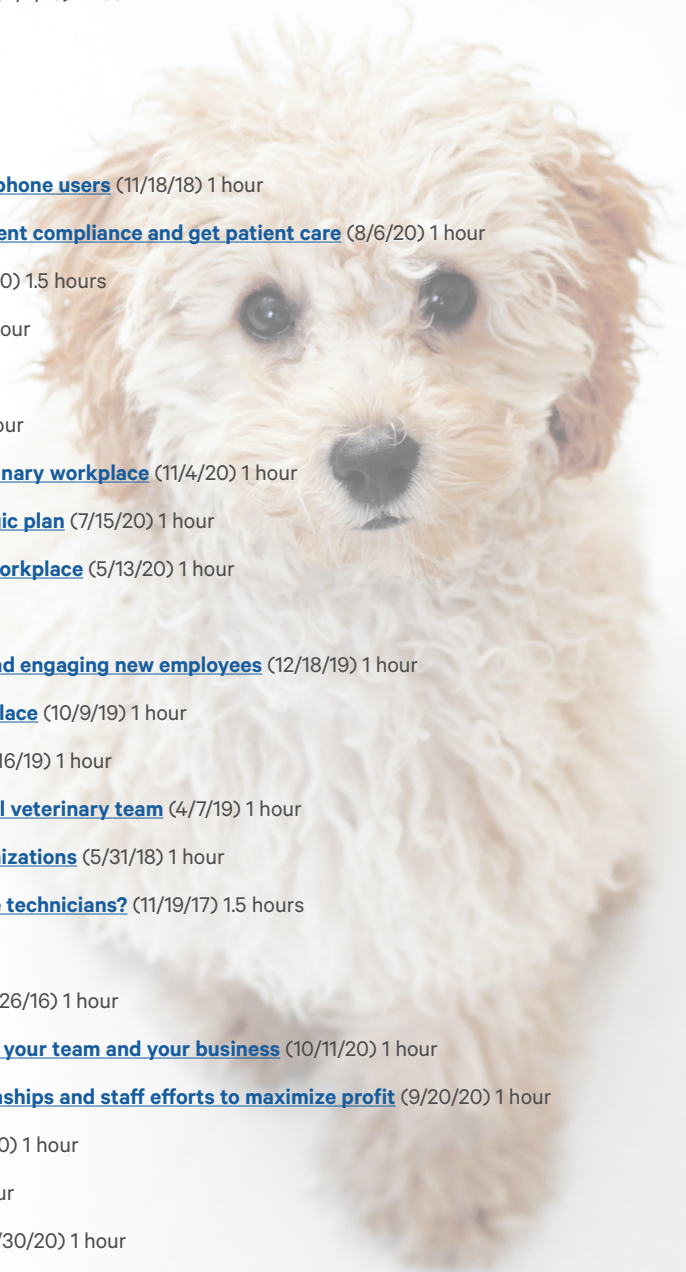 phone users (11/18/18) 1 hour
ent compliance and get patient care (8/6/20) 1 hour
0) 1.5 hours
our
our
nary workplace (11/4/20) 1 hour
ic plan (7/15/20) 1 hour
orkplace (5/13/20) 1 hour
nd engaging new employees (12/18/19) 1 hour
lace (10/9/19) 1 hour
16/19) 1 hour
l veterinary team (4/7/19) 1 hour
izations (5/31/18) 1 hour
e technicians? (11/19/17) 1.5 hours
26/16) 1 hour
your team and your business (10/11/20) 1 hour
ships and staff efforts to maximize profit (9/20/20) 1 hour
0) 1 hour
ur
/30/20) 1 hour